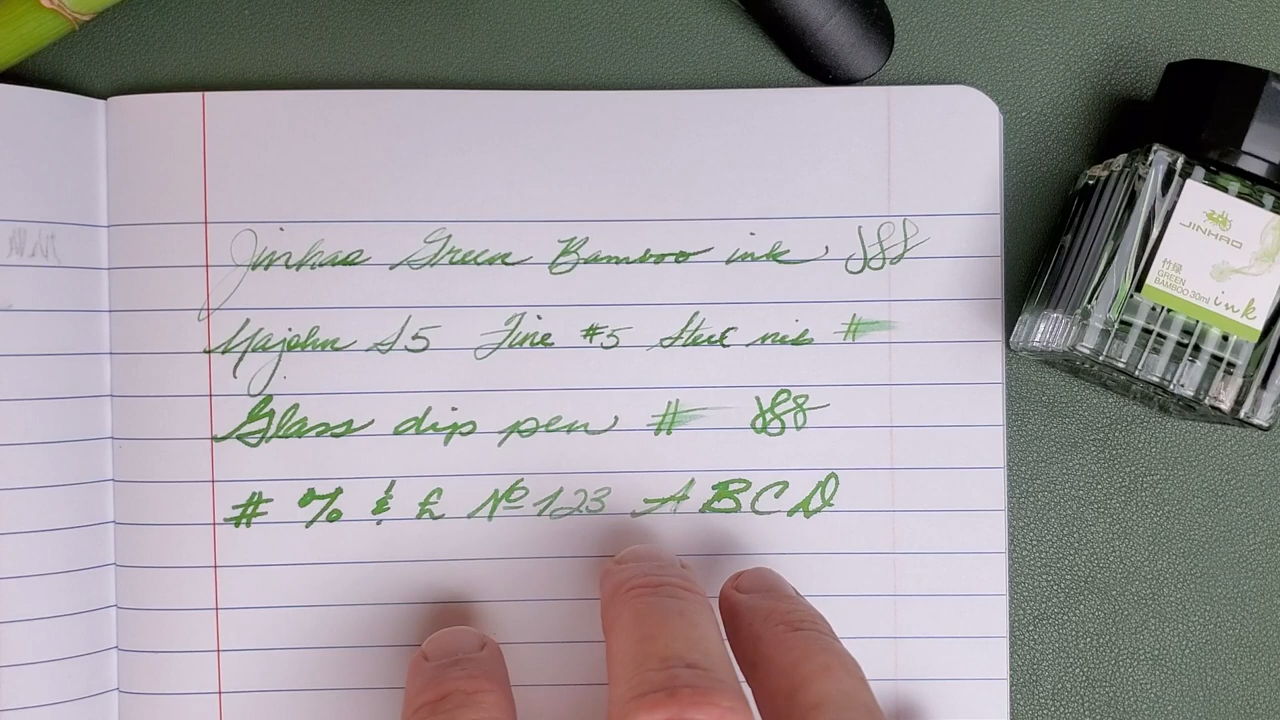 Jinhao Green Bamboo ink
Majohn S5 Fine #5 Steel nib #
Glass dip pen #
# % & £ № 123 A B C D
JINHAO
竹绿
GREEN
BAMBOO 30ml
ink